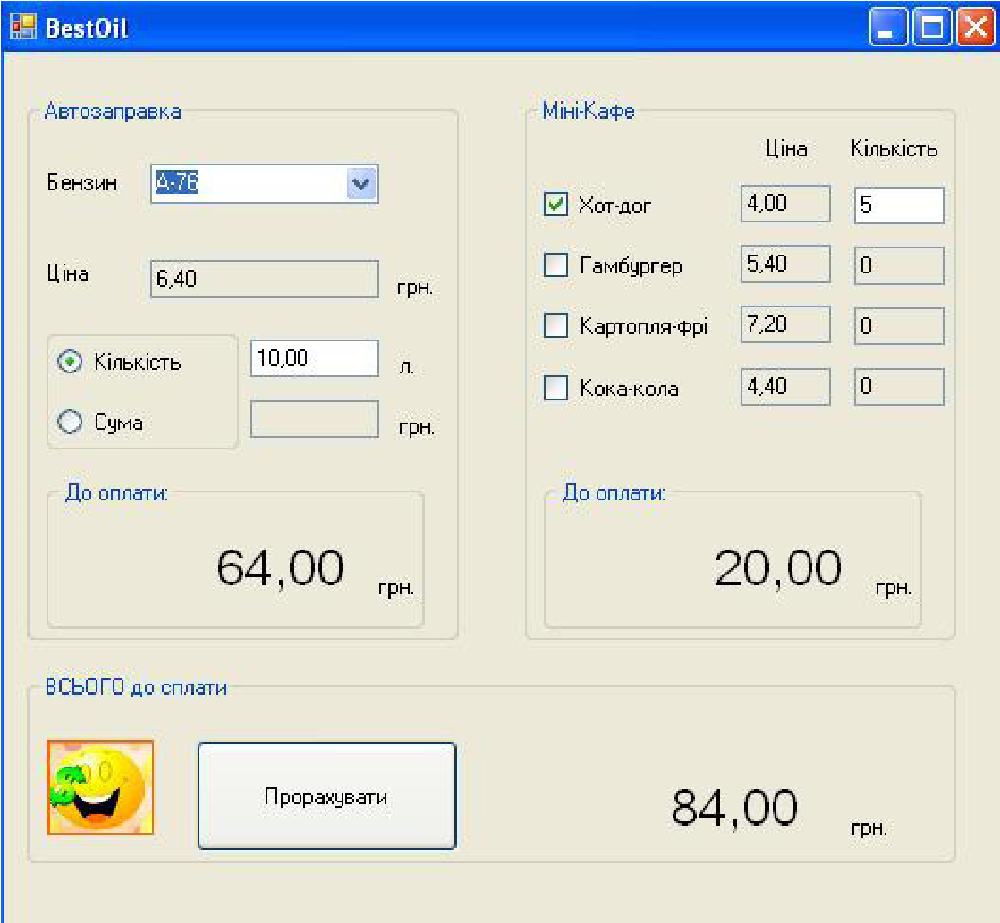 BestOil
Автозаправка
Бензин А-76
Ціна 6,40 грн.
Кількість 10,00 л.
Сума грн.
До оплати:
64,00 грн.
Міні-Кафе
Ціна Кількість
Хот-дог 4,00 5
Гамбургер 5,40 0
Картопля-фрі 7,20 0
Кока-кола 4,40 0
До оплати:
20,00 грн.
ВСЬОГО до сплати
Прорахувати 84,00 грн.